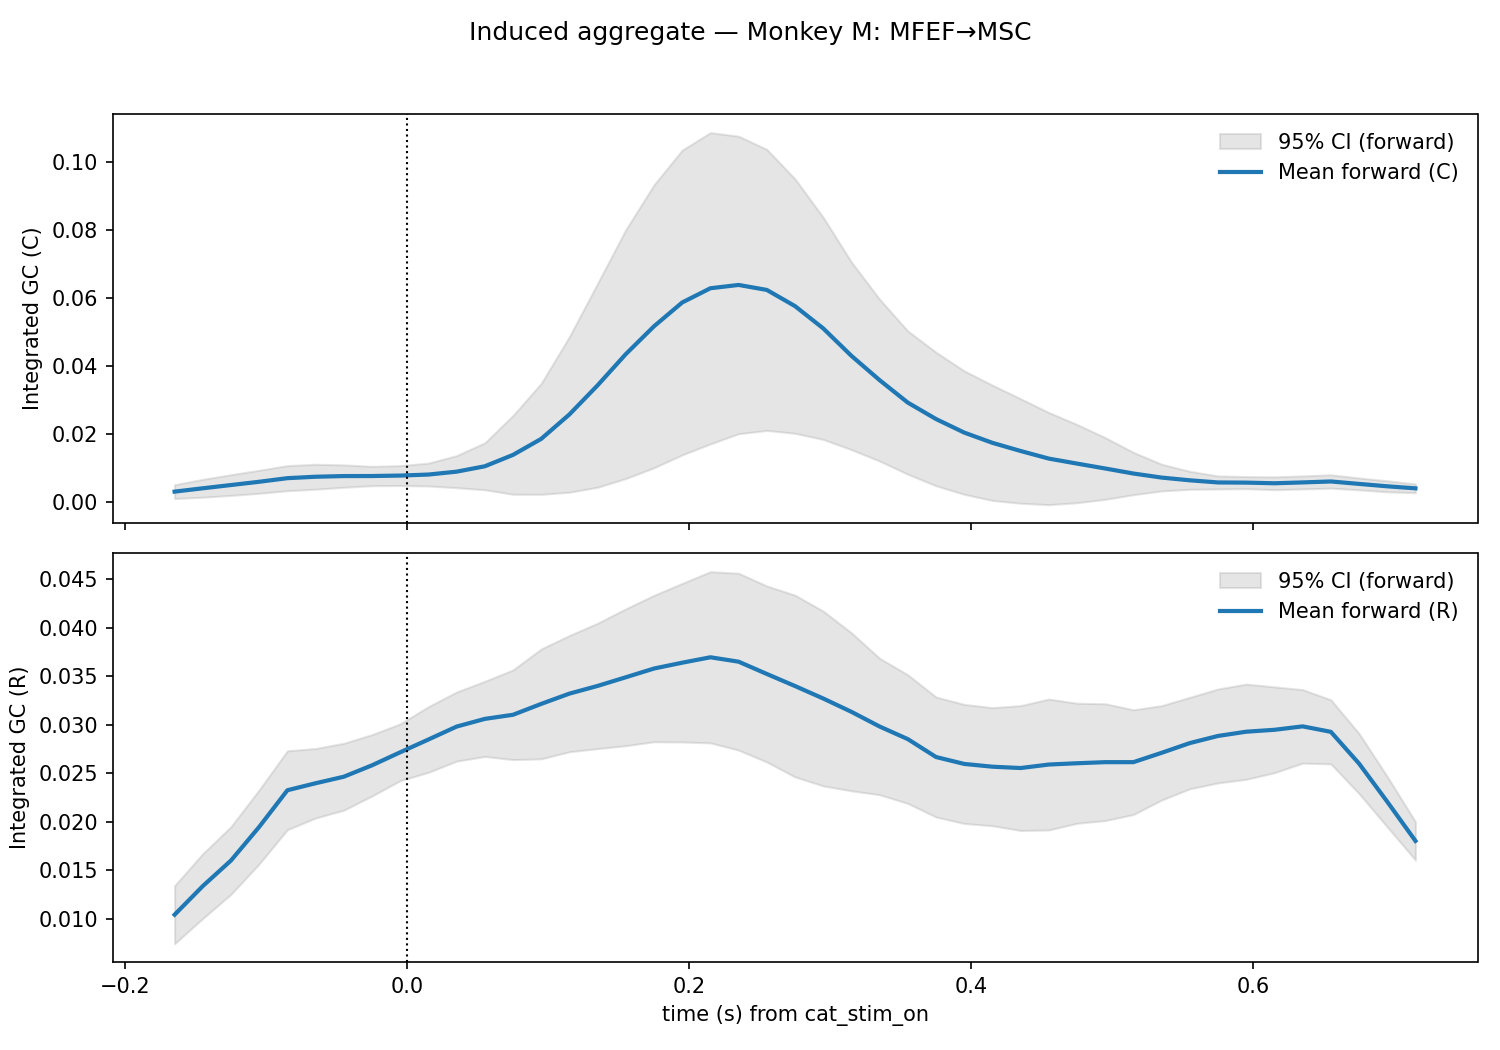 Induced aggregate — Monkey M: MFEF→MSC
Integrated GC (C)
0.10
0.08
0.06
0.04
0.02
0.00
95% CI (forward)
Mean forward (C)
Integrated GC (R)
0.045
0.040
0.035
0.030
0.025
0.020
0.015
0.010
95% CI (forward)
Mean forward (R)
−0.2
0.0
0.2
0.4
0.6
time (s) from cat_stim_on